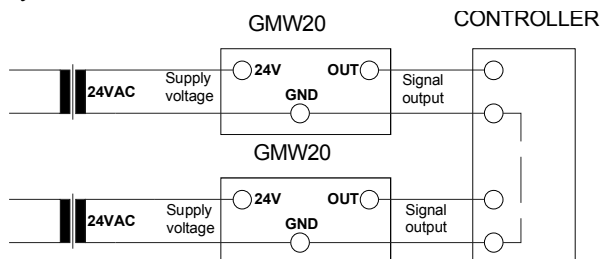 GMW20
CONTROLLER
24VAC
Supply
voltage
24V
OUT
GND
Signal
output
GMW20
24VAC
Supply
voltage
24V
OUT
GND
Signal
output